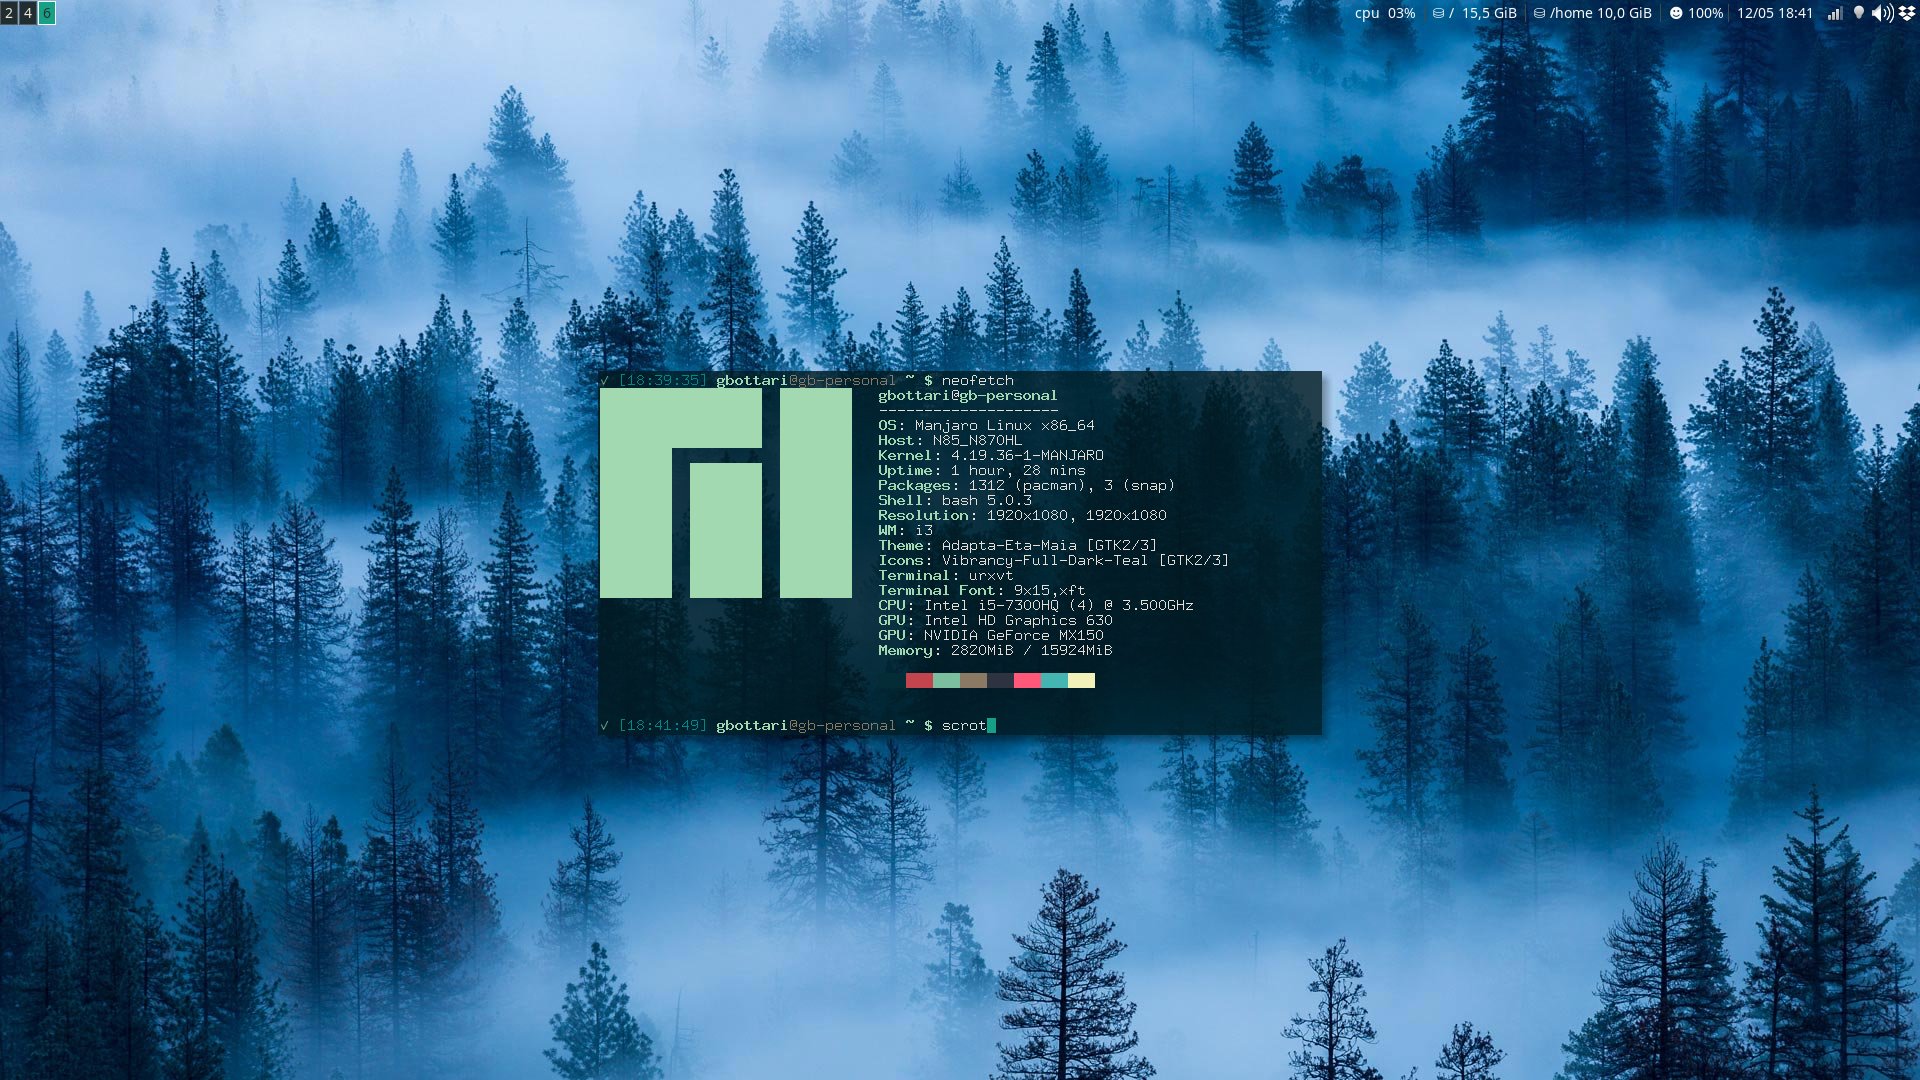 2 4 6
cpu 03% / 15,5 GiB /home 10,0 GiB 100% 12/05 18:41
✓ [18:39:35] gbottari@gb-personal ~ $ neofetch
gbottari@gb-personal
--------------------
OS: Manjaro Linux x86_64
Host: N85_N870HL
Kernel: 4.19.36-1-MANJARO
Uptime: 1 hour, 28 mins
Packages: 1312 (pacman), 3 (snap)
Shell: bash 5.0.3
Resolution: 1920x1080, 1920x1080
WM: i3
Theme: Adapta-Eta-Maia [GTK2/3]
Icons: Vibrancy-Full-Dark-Teal [GTK2/3]
Terminal: urxvt
Terminal Font: 9x15,xft
CPU: Intel i5-7300HQ (4) @ 3.500GHz
GPU: Intel HD Graphics 630
GPU: NVIDIA GeForce MX150
Memory: 2820MiB / 15924MiB
✓ [18:41:49] gbottari@gb-personal ~ $ scrot